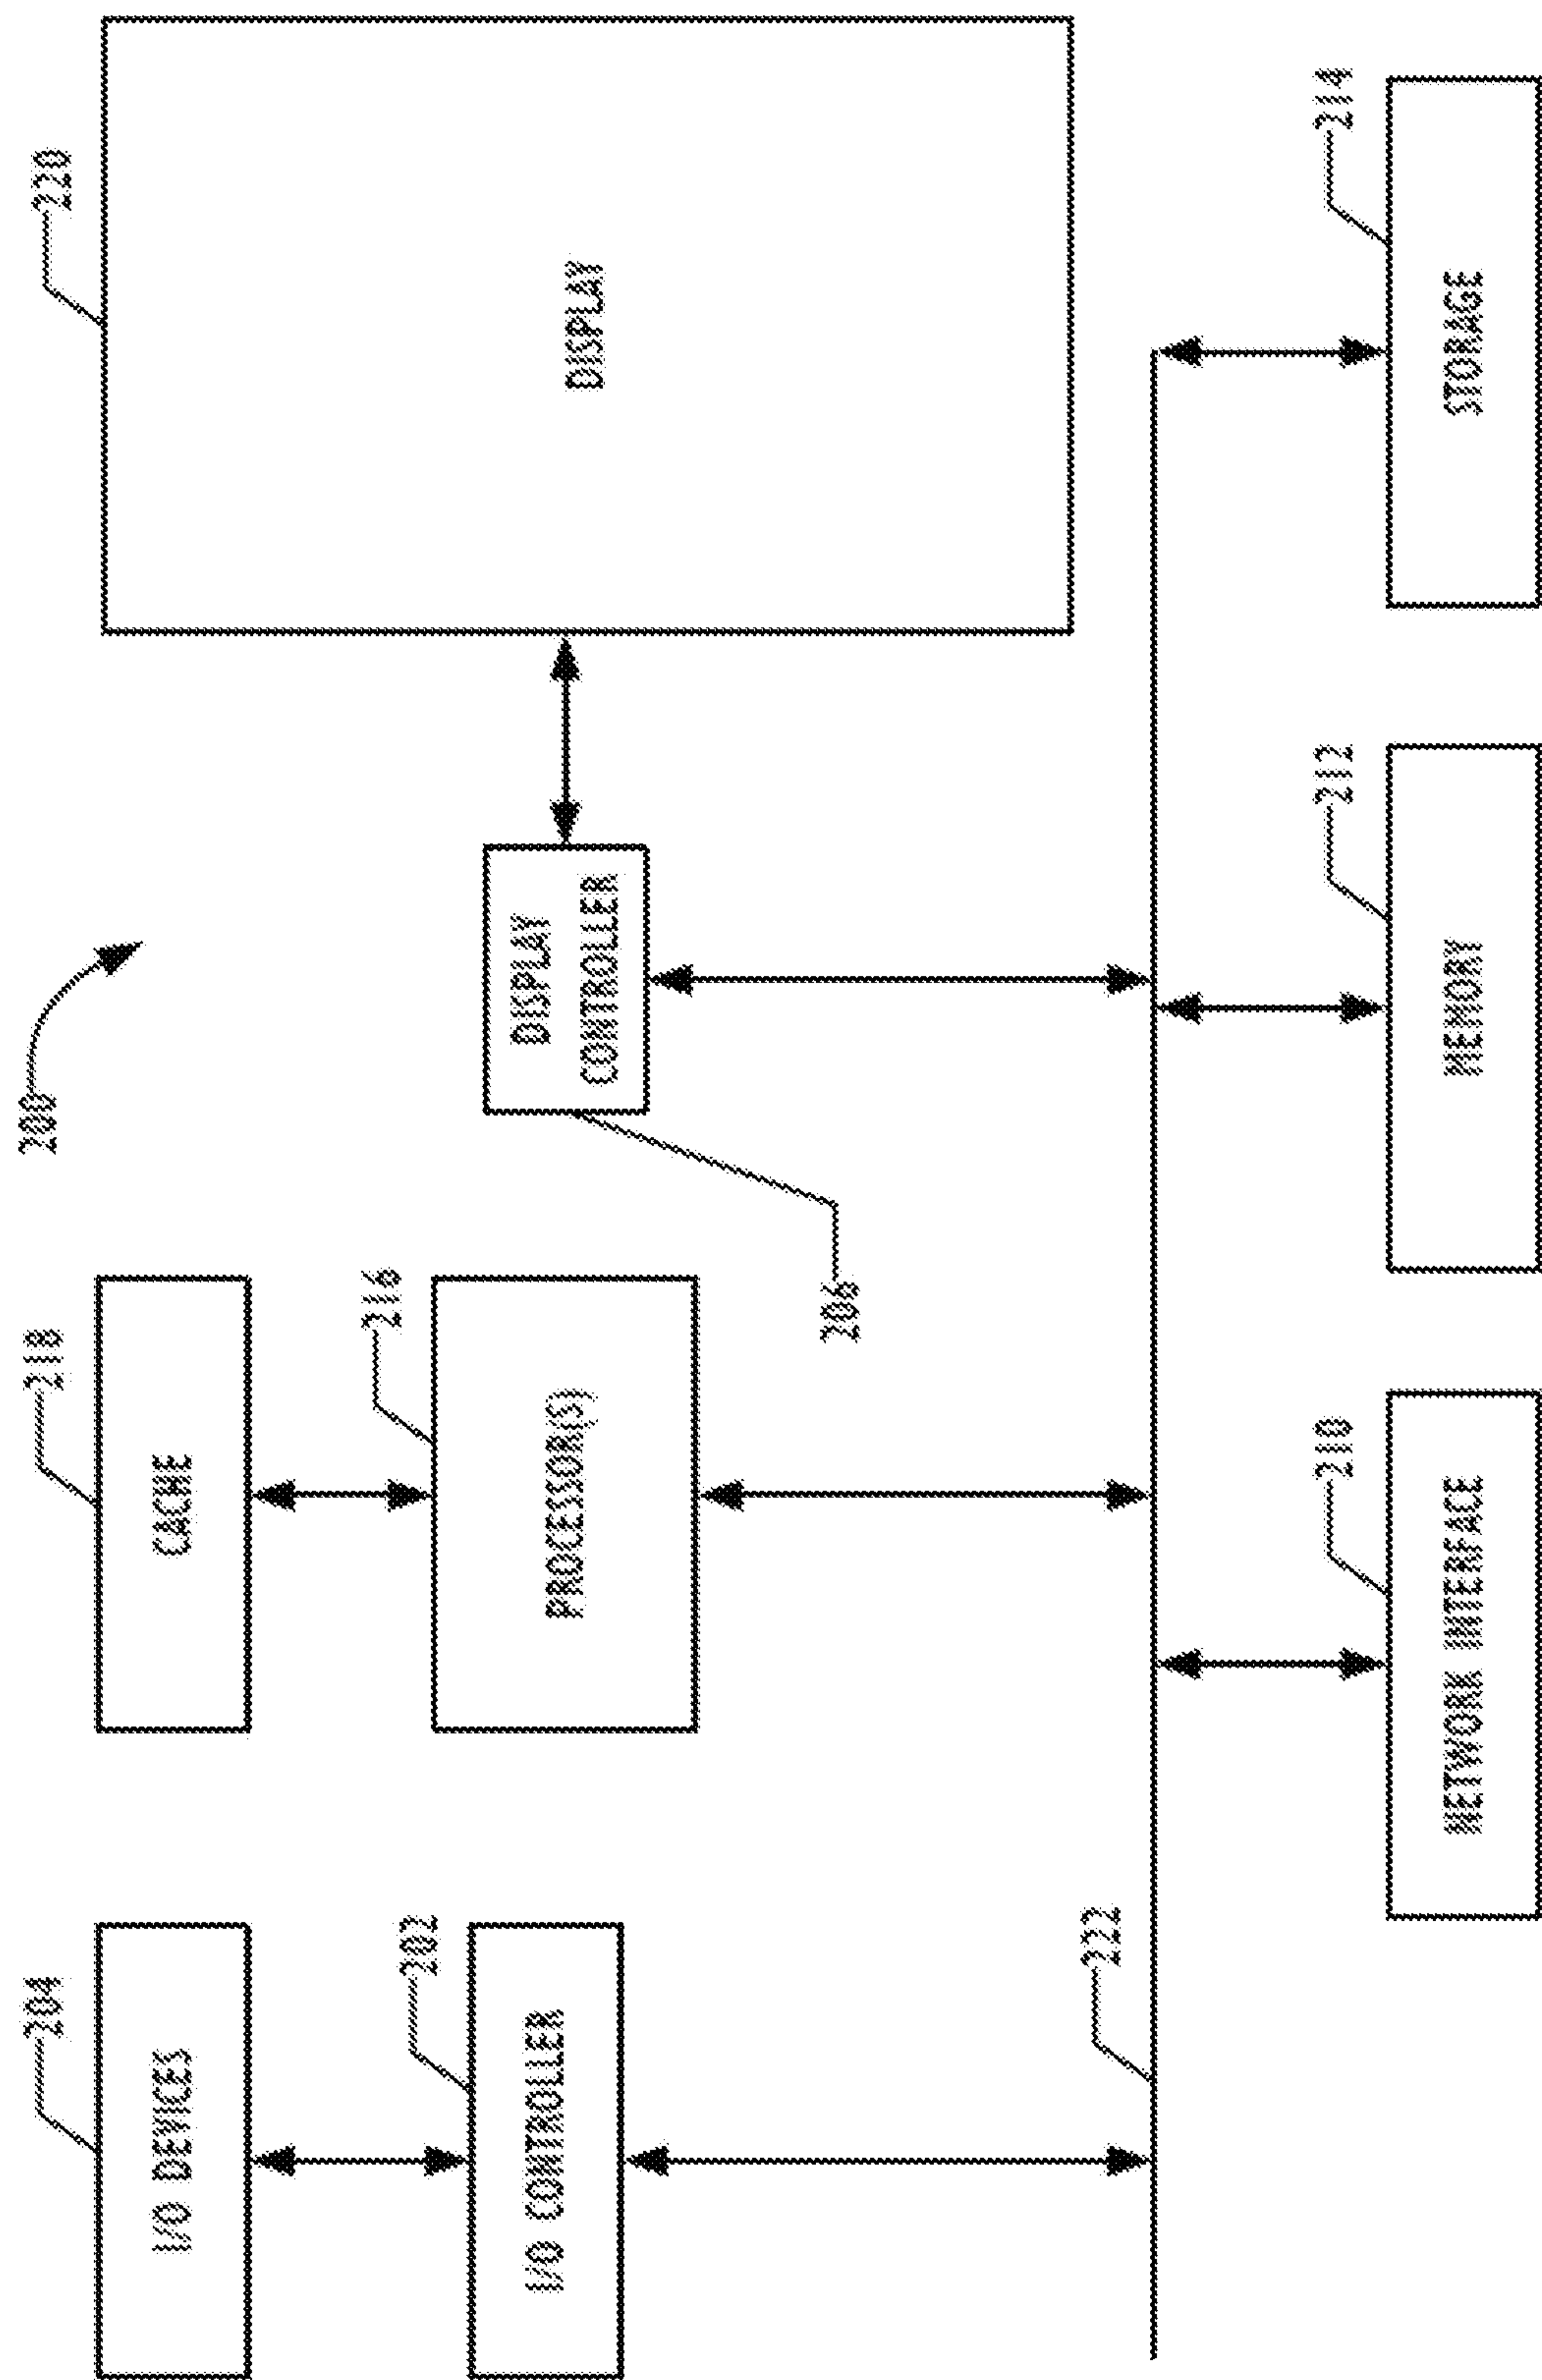 200
204
I/O DEVICES
218
CACHE
220
DISPLAY
202
I/O CONTROLLER
216
PROCESSOR(S)
DISPLAY
CONTROLLER
206
222
210
NETWORK INTERFACE
212
MEMORY
214
STORAGE